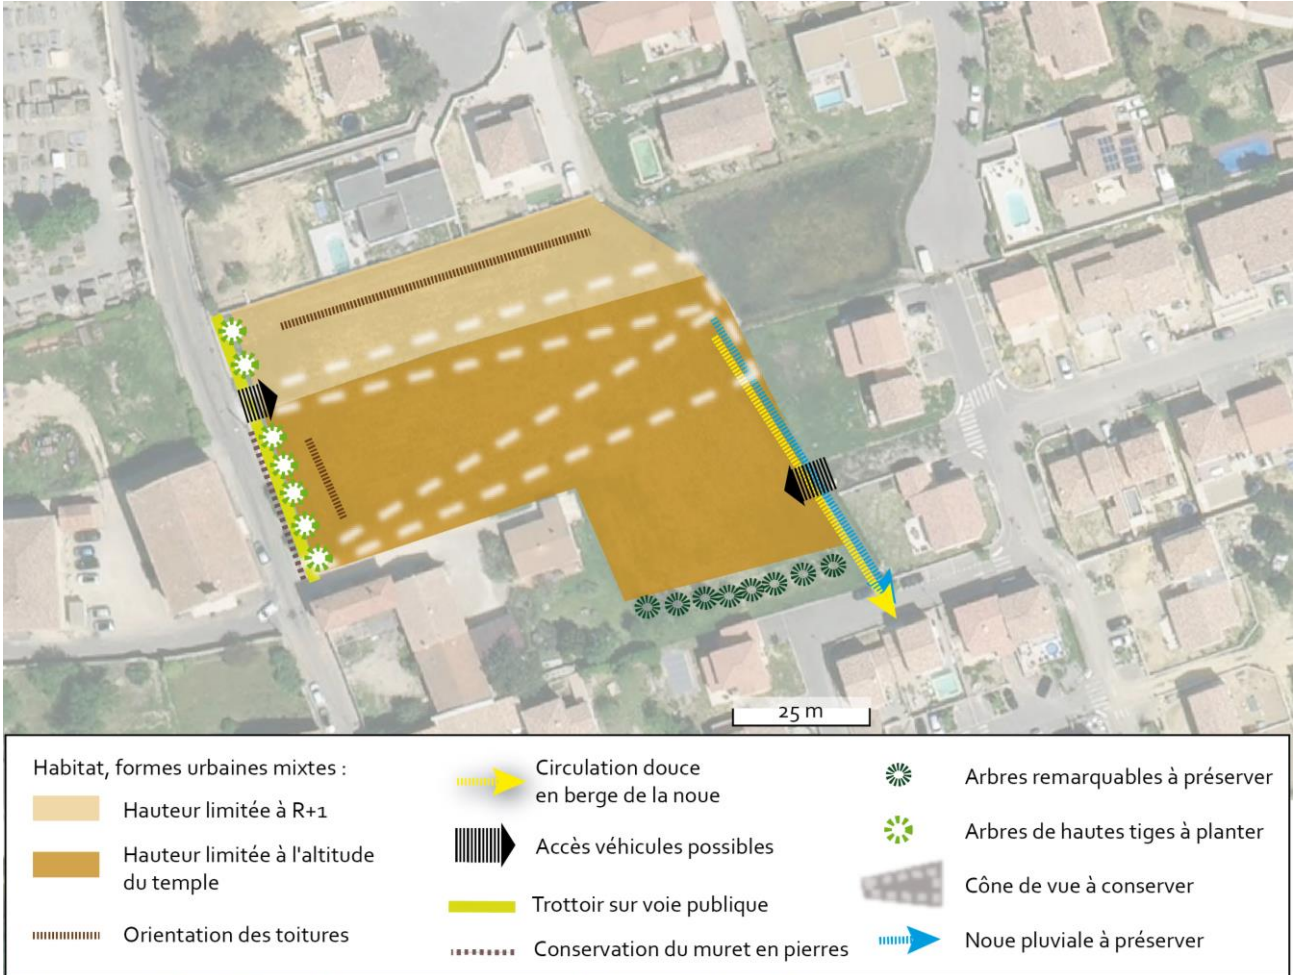 25 m
Habitat, formes urbaines mixtes :
Hauteur limitée à R+1
Hauteur limitée à l'altitude
du temple
Orientation des toitures
Circulation douce
en berge de la noue
Accès véhicules possibles
Trottoir sur voie publique
Conservation du muret en pierres
Arbres remarquables à préserver
Arbres de hautes tiges à planter
Cône de vue à conserver
Noue pluviale à préserver